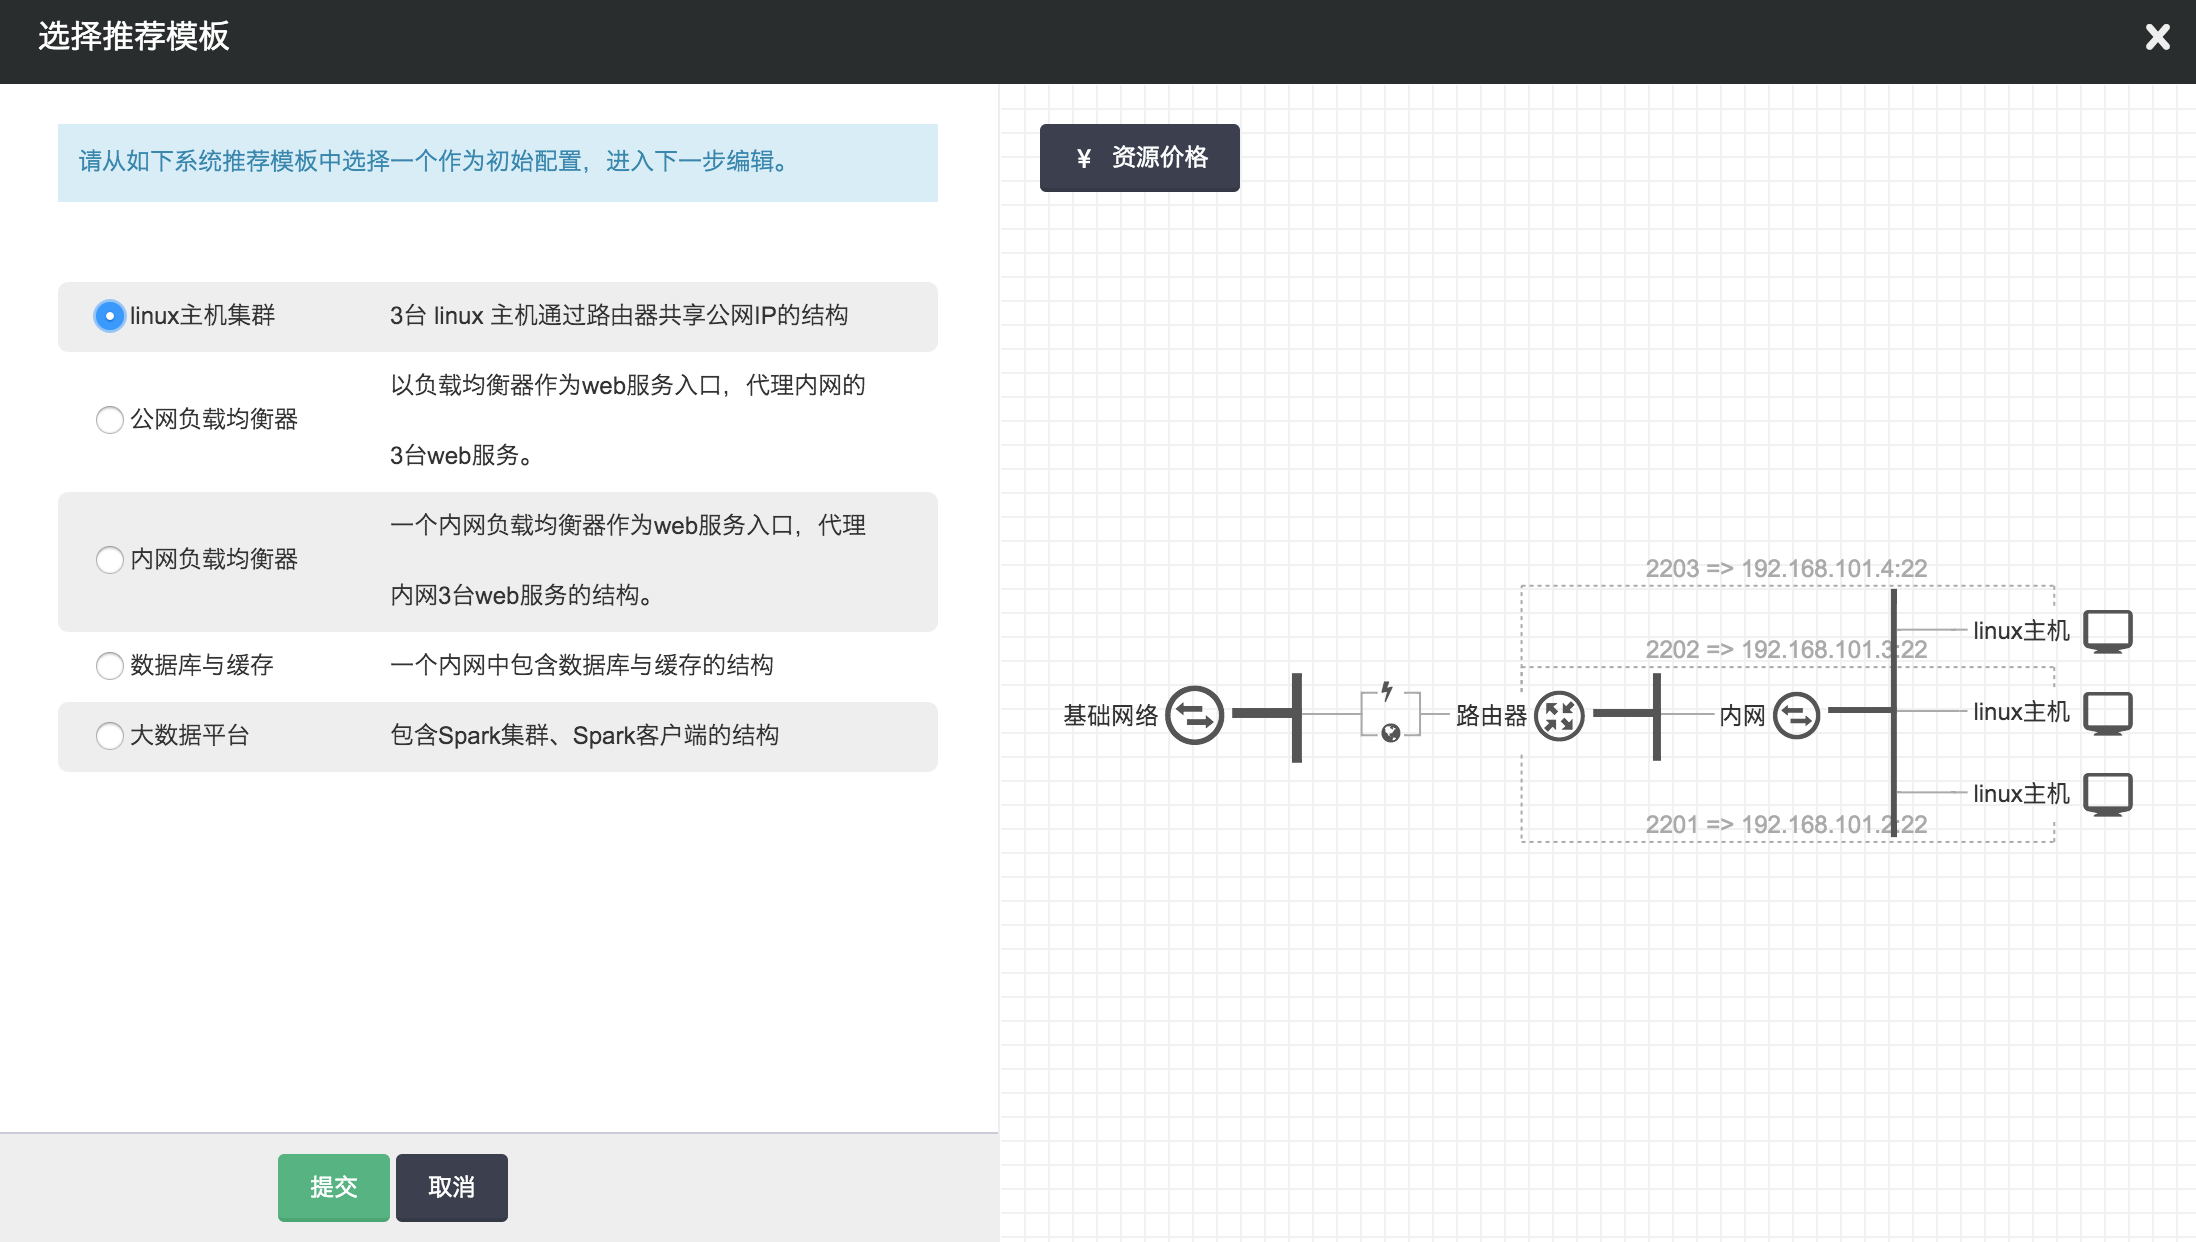 选择推荐模板
请从如下系统推荐模板中选择一个作为初始配置，进入下一步编辑。
linux主机集群
3台 linux 主机通过路由器共享公网IP的结构
公网负载均衡器
以负载均衡器作为web服务入口，代理内网的
3台web服务。
内网负载均衡器
一个内网负载均衡器作为web服务入口，代理
内网3台web服务的结构。
数据库与缓存
一个内网中包含数据库与缓存的结构
大数据平台
包含Spark集群、Spark客户端的结构
提交
取消
¥ 资源价格
2203 => 192.168.101.4:22
linux主机
2202 => 192.168.101.3:22
基础网络
路由器
内网
linux主机
linux主机
2201 => 192.168.101.2:22